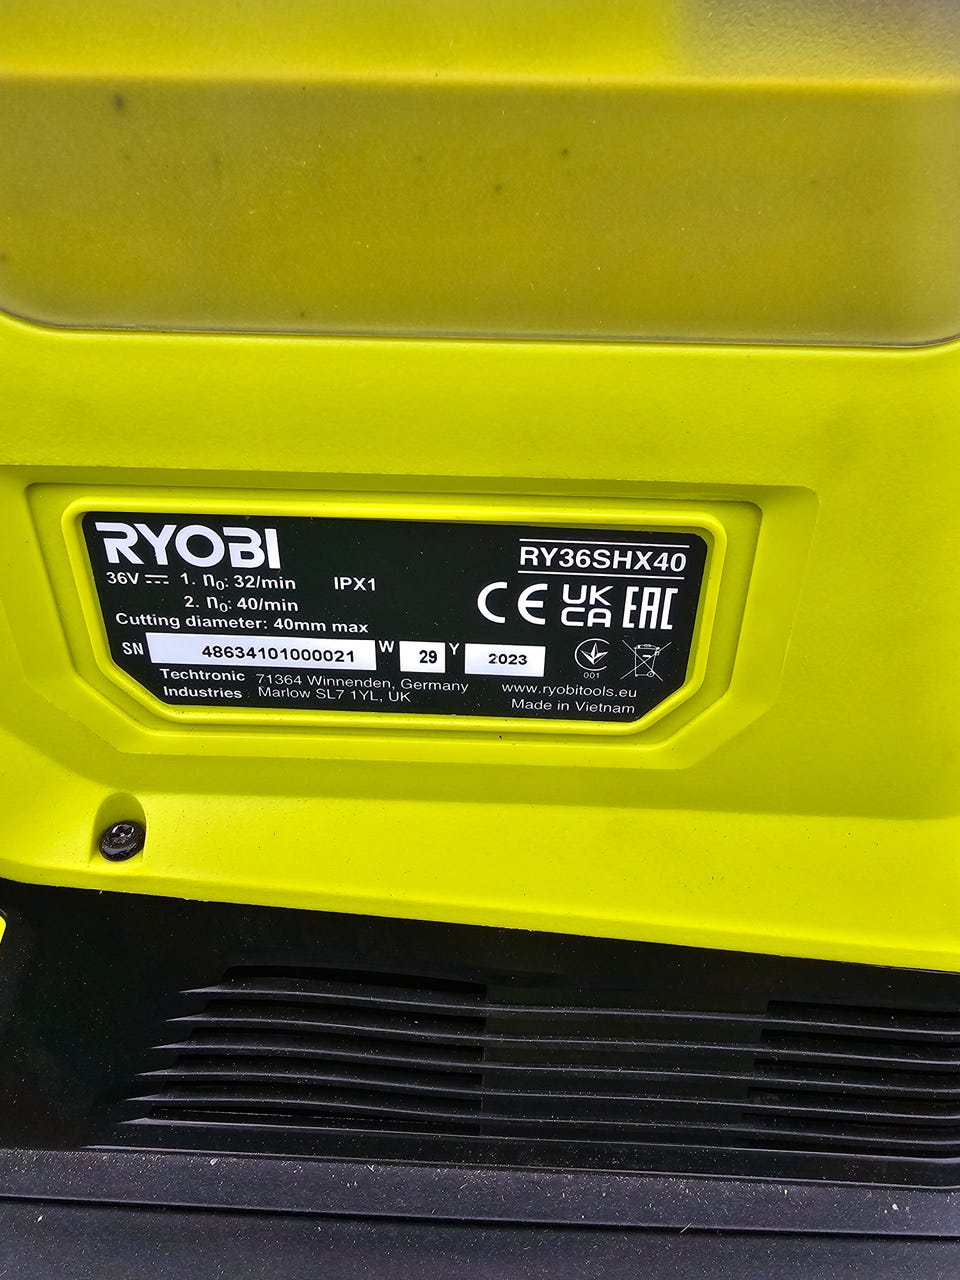 RYOBI
RY36SHX40
36V 1. n₀: 32/min IPX1
2. n₀: 40/min
Cutting diameter: 40mm max
CE UK CA EAC
SN 48634101000021 W 29 Y 2023
001
Techtronic Industries
71364 Winnenden, Germany
Marlow SL7 1YL, UK
www.ryobitools.eu
Made in Vietnam